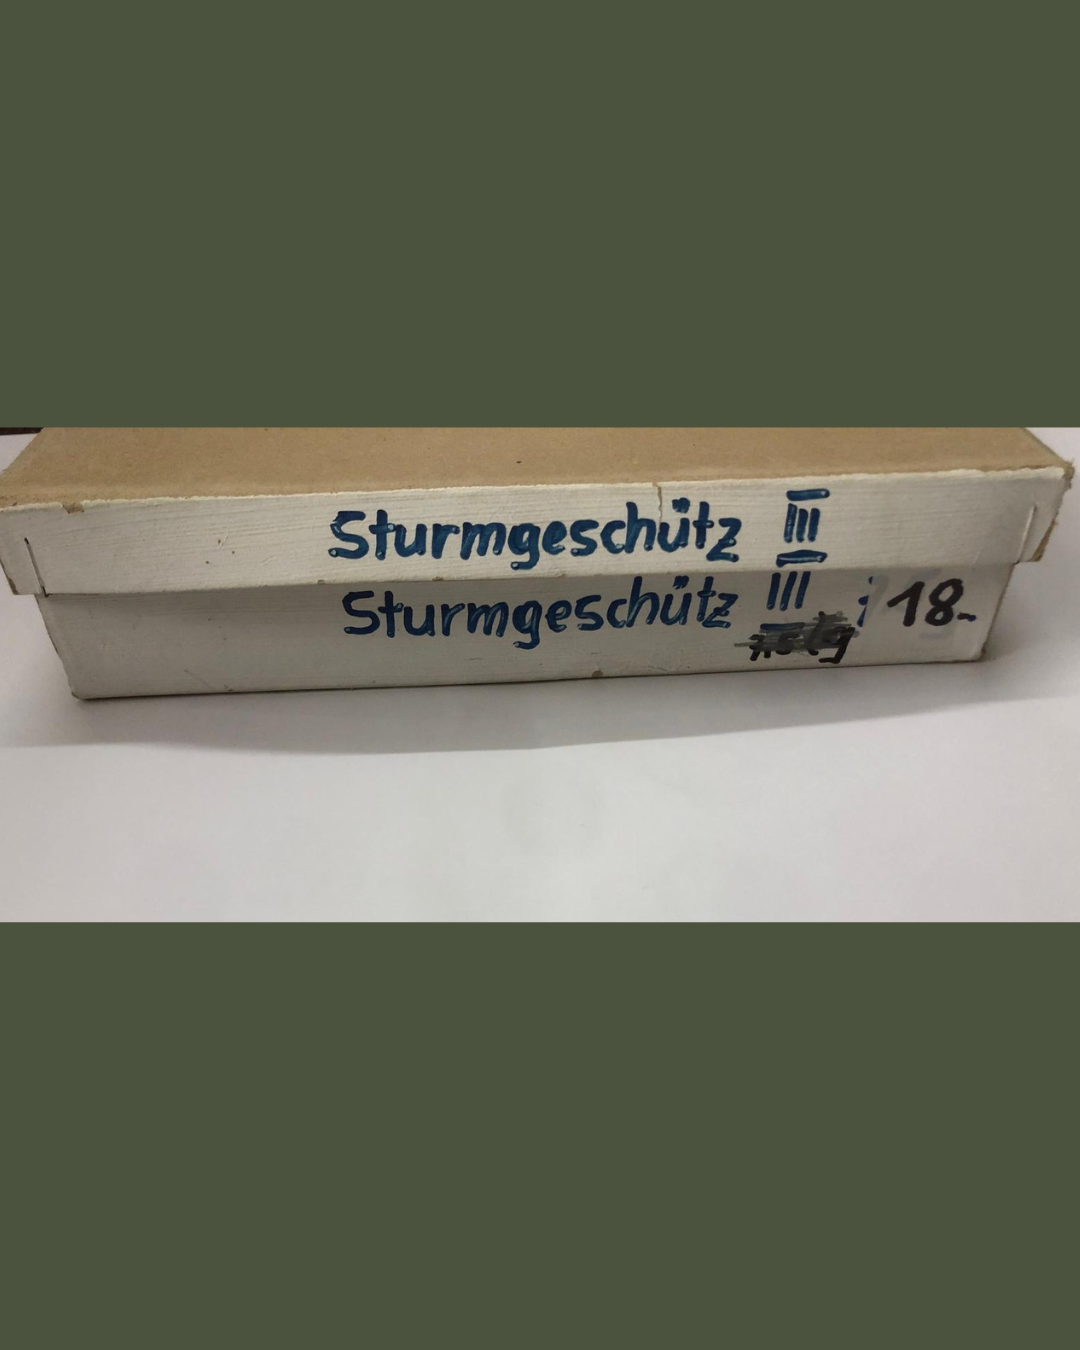 Sturmgeschütz III
Sturmgeschütz III 18.-